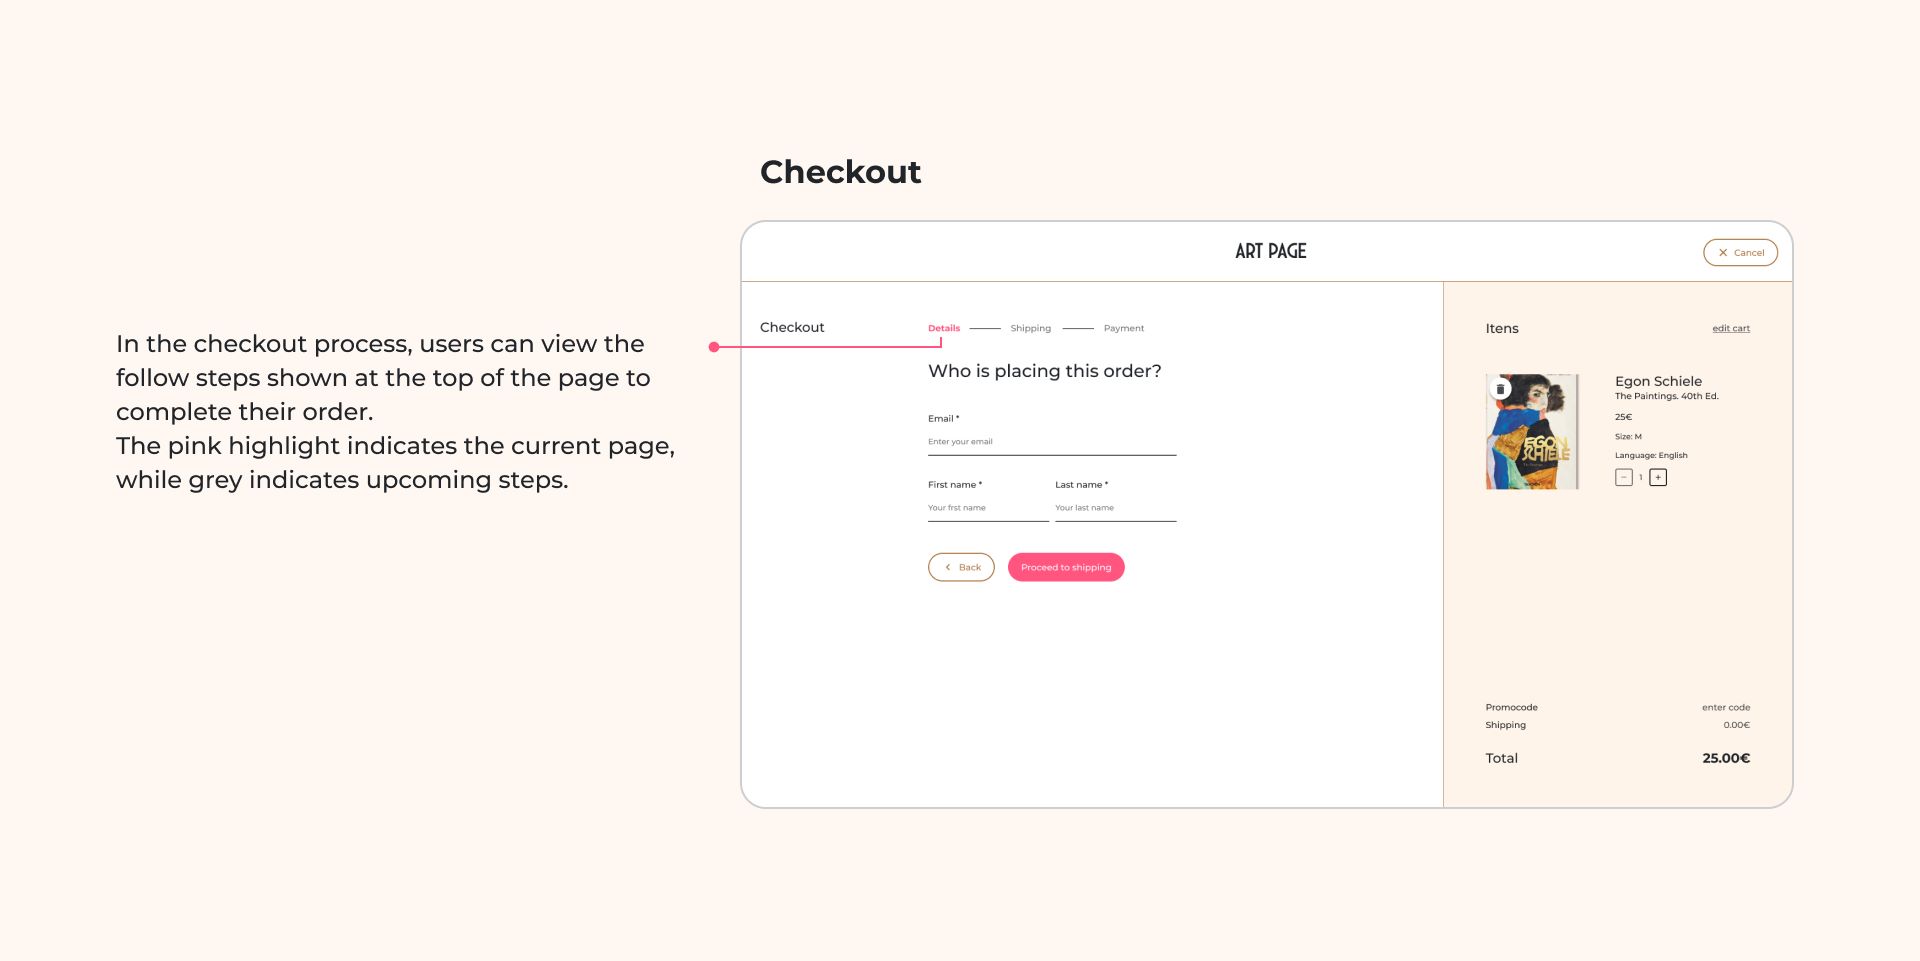 Checkout
In the checkout process, users can view the
follow steps shown at the top of the page to
complete their order.
The pink highlight indicates the current page,
while grey indicates upcoming steps.
ART PAGE
Cancel
Checkout
Details Shipping Payment
Who is placing this order?
Email *
Enter your email
First name * Last name *
Your frst name Your last name
Back Proceed to shipping
Itens edit cart
EGON
SCHIELE
Egon Schiele
The Paintings. 40th Ed.
25€
Size: M
Language: English
− 1 +
Promocode enter code
Shipping 0.00€
Total 25.00€